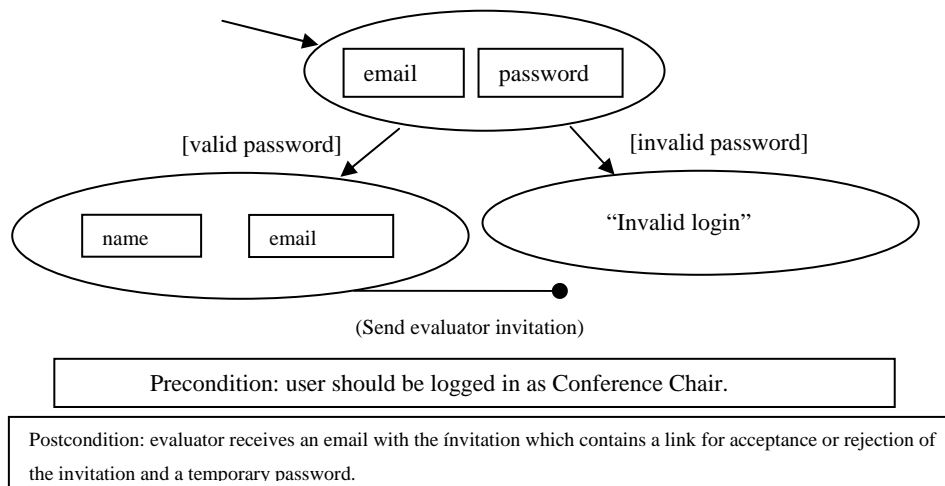 email password
[valid password] [invalid password]
name email “Invalid login”
(Send evaluator invitation)
Precondition: user should be logged in as Conference Chair.
Postcondition: evaluator receives an email with the ínvitation which contains a link for acceptance or rejection of
the invitation and a temporary password.